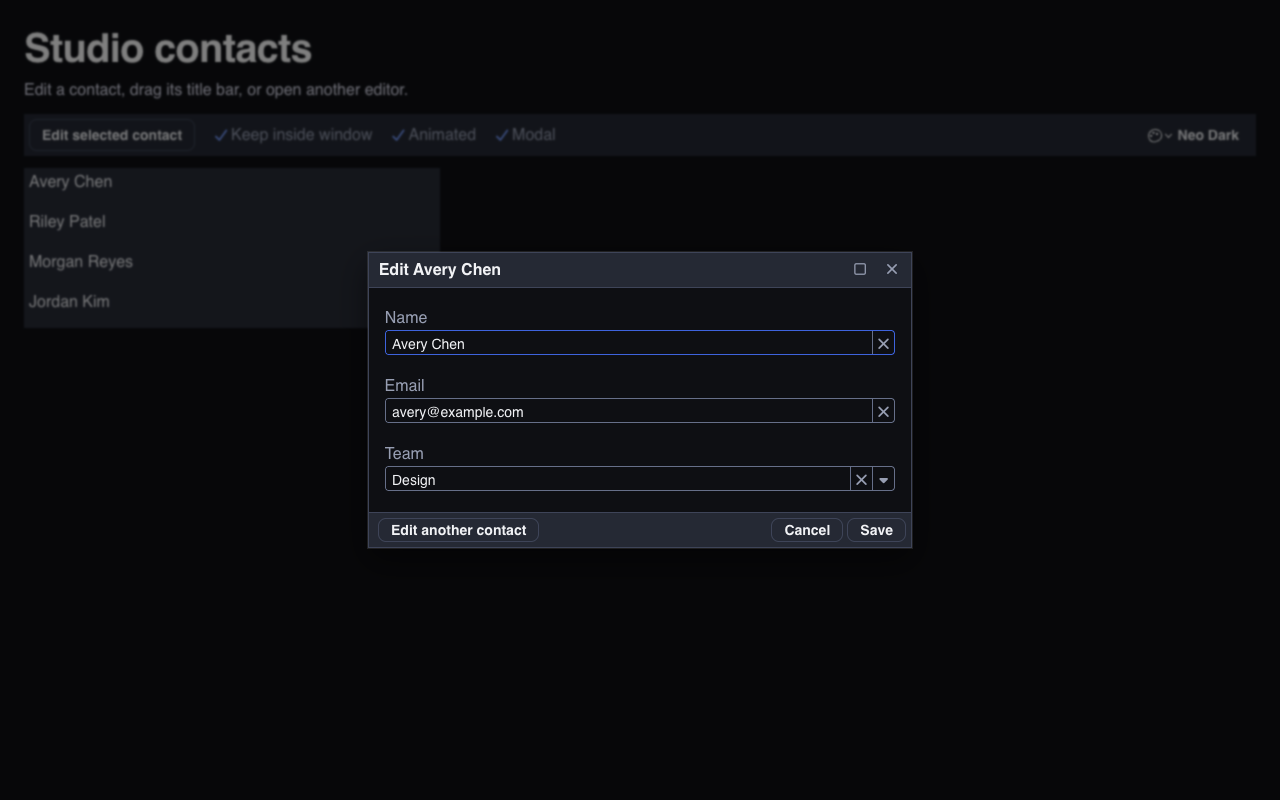 Studio contacts
Edit a contact, drag its title bar, or open another editor.
Edit selected contact Keep inside window Animated Modal Neo Dark
Avery Chen
Riley Patel
Morgan Reyes
Jordan Kim
Edit Avery Chen
Name
Avery Chen
Email
avery@example.com
Team
Design
Edit another contact Cancel Save